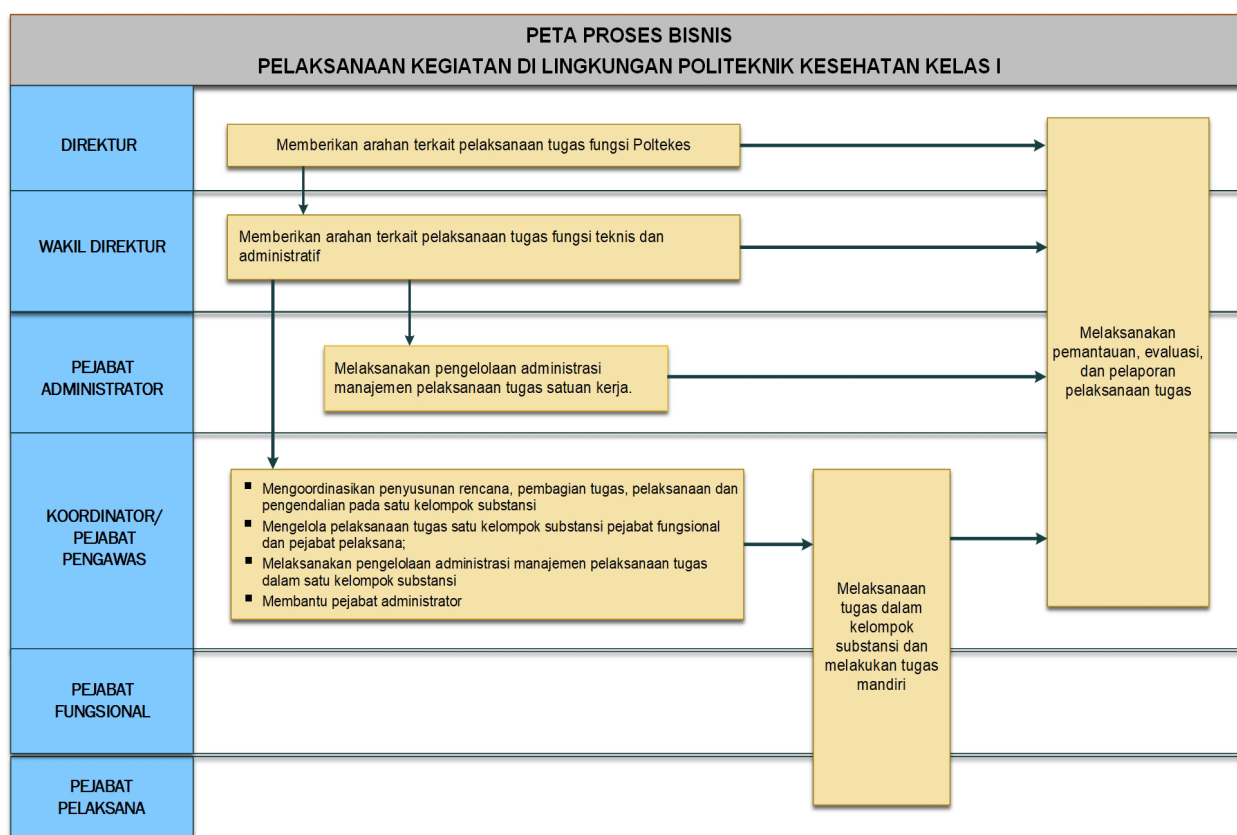 PETA PROSES BISNIS
PELAKSANAAN KEGIATAN DI LINGKUNGAN POLITEKNIK KESEHATAN KELAS I
DIREKTUR
Memberikan arahan terkait pelaksanaan tugas fungsi Poltekes
WAKIL DIREKTUR
Memberikan arahan terkait pelaksanaan tugas fungsi teknis dan
administratif
PEJABAT
ADMINISTRATOR
Melaksanakan pengelolaan administrasi
manajemen pelaksanaan tugas satuan kerja.
Melaksanakan
pemantauan, evaluasi,
dan pelaporan
pelaksanaan tugas
KOORDINATOR/
PEJABAT
PENGAWAS
▪ Mengoordinasikan penyusunan rencana, pembagian tugas, pelaksanaan dan
pengendalian pada satu kelompok substansi
▪ Mengelola pelaksanaan tugas satu kelompok substansi pejabat fungsional
dan pejabat pelaksana;
▪ Melaksanakan pengelolaan administrasi manajemen pelaksanaan tugas
dalam satu kelompok substansi
▪ Membantu pejabat administrator
Melaksanaan
tugas dalam
kelompok
substansi dan
melakukan tugas
mandiri
PEJABAT
FUNGSIONAL
PEJABAT
PELAKSANA